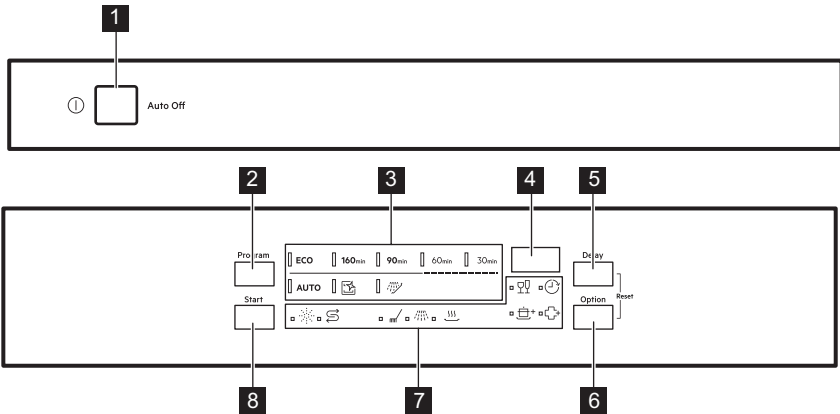 1
Auto Off
2 3 4 5
Program ECO 160min 90min 60min 30min Delay
AUTO
Start Option Reset
8 7 6